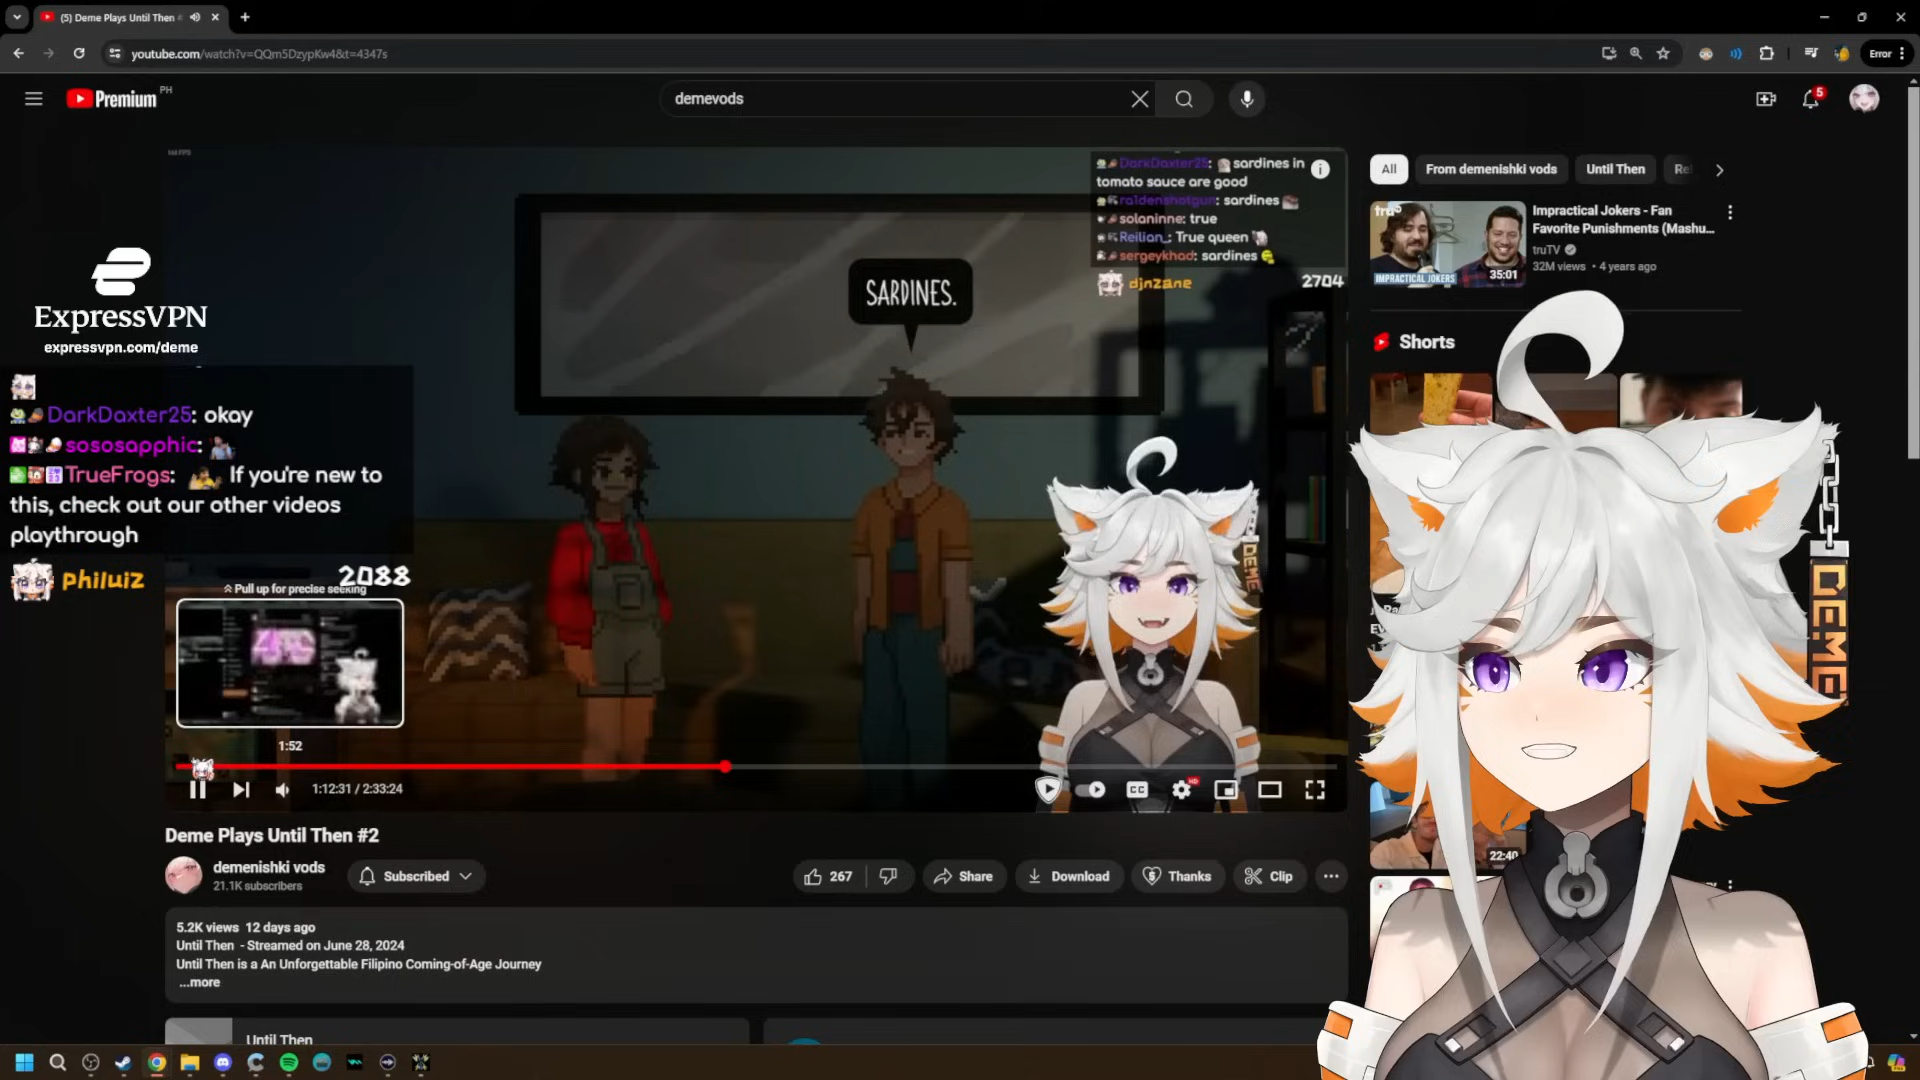 (5) Deme Plays Until Then
youtube.com/watch?v=QQm5DzypKw4&t=4347s
Error
Premium PH
demevods
5
DarkDaxter25: sardines in
tomato sauce are good
raidenshotgun: sardines
solaninne: true
Reilian_: True queen
sergeykhad: sardines
djnzane 2704
SARDINES.
ExpressVPN
expressvpn.com/deme
DarkDaxter25: okay
sososapphic:
TrueFrogs: If you're new to
this, check out our other videos
playthrough
Philuiz 2088
Pull up for precise seeking
1:52
1:12:31 / 2:33:24
CC
HD
DEME
All
From demenishki vods
Until Then
Impractical Jokers - Fan
Favorite Punishments (Mashu...
truTV
32M views • 4 years ago
tru
IMPRACTICAL JOKERS
35:01
Shorts
22:40
DEME
Deme Plays Until Then #2
demenishki vods
21.1K subscribers
Subscribed
267
Share
Download
Thanks
Clip
5.2K views 12 days ago
Until Then - Streamed on June 28, 2024
Until Then is a An Unforgettable Filipino Coming-of-Age Journey
...more
Until Then